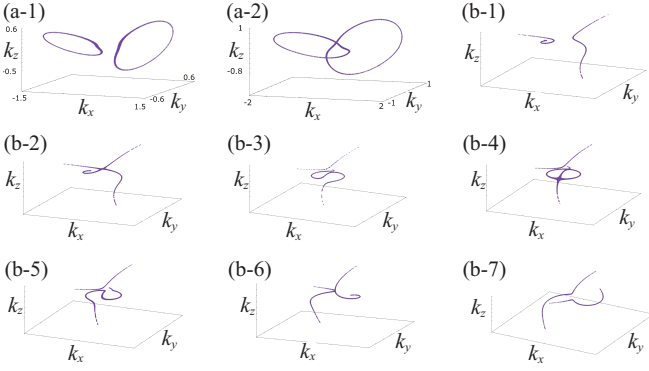 (a-1)
0.6
k_z
-0.5
-1.5
k_x
1.5
-0.6
k_y
0.6
(a-2)
1
k_z
-0.8
-2
k_x
2
-1
k_y
1
(b-1)
k_z
k_x
k_y
(b-2)
k_z
k_x
k_y
(b-3)
k_z
k_x
k_y
(b-4)
k_z
k_x
k_y
(b-5)
k_z
k_x
k_y
(b-6)
k_z
k_x
k_y
(b-7)
k_z
k_x
k_y